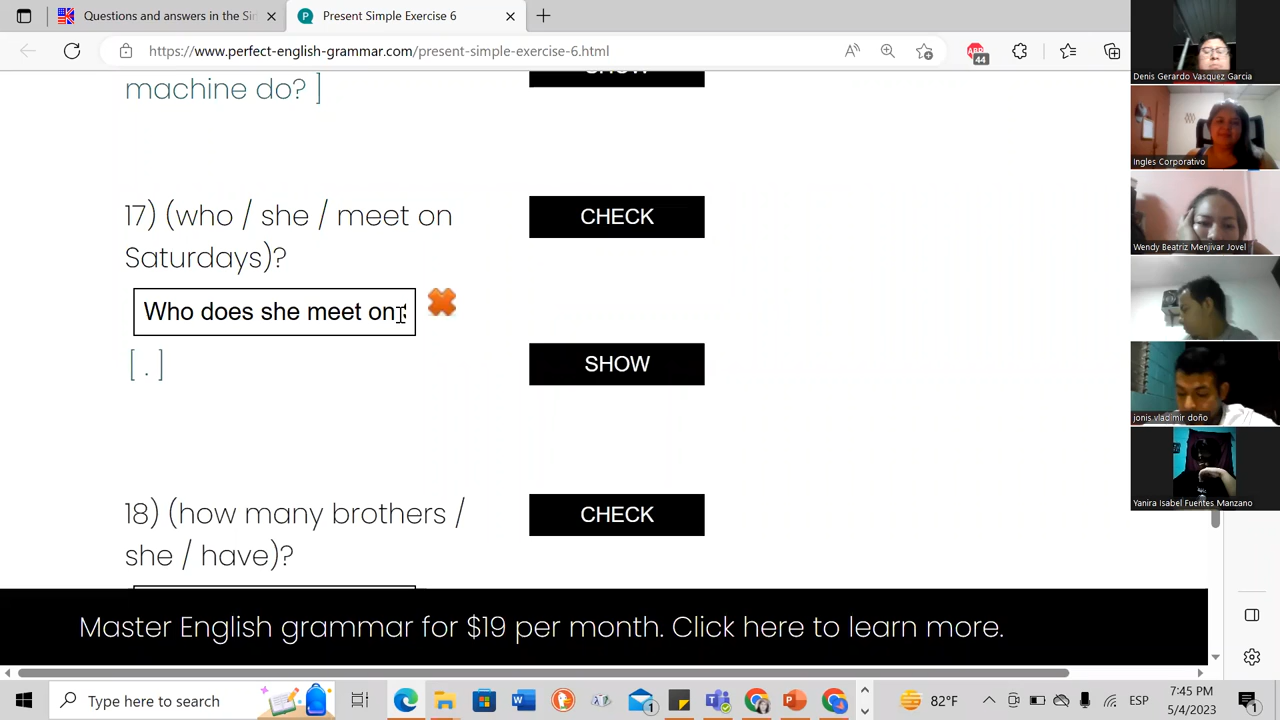 Questions and answers in the Sin
Present Simple Exercise 6
https://www.perfect-english-grammar.com/present-simple-exercise-6.html
44
machine do? ]
SHOW
17) (who / she / meet on
Saturdays)?
CHECK
Who does she meet on
[ . ]
SHOW
18) (how many brothers /
she / have)?
CHECK
Master English grammar for $19 per month. Click here to learn more.
Denis Gerardo Vasquez Garcia
Ingles Corporativo
Wendy Beatriz Menjivar Jovel
jonis vladimir doño
Yanira Isabel Fuentes Manzano
Type here to search
82°F
ESP
7:45 PM
5/4/2023